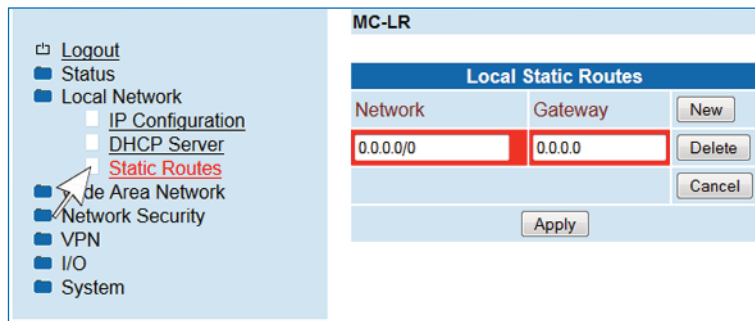 MC-LR
Logout
Status
Local Network
IP Configuration
DHCP Server
Static Routes
Wide Area Network
Network Security
VPN
I/O
System
Local Static Routes
Network Gateway New
0.0.0.0/0 0.0.0.0 Delete
Cancel
Apply